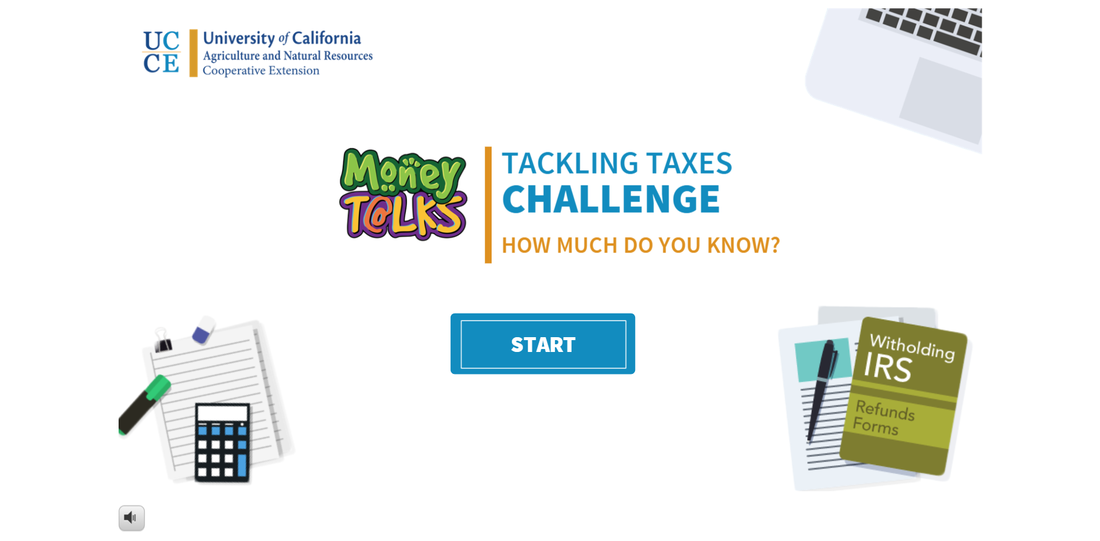 UC
CE
University of California
Agriculture and Natural Resources
Cooperative Extension
Money
T@LKS
TACKLING TAXES
CHALLENGE
HOW MUCH DO YOU KNOW?
START
Witholding
IRS
Refunds
Forms